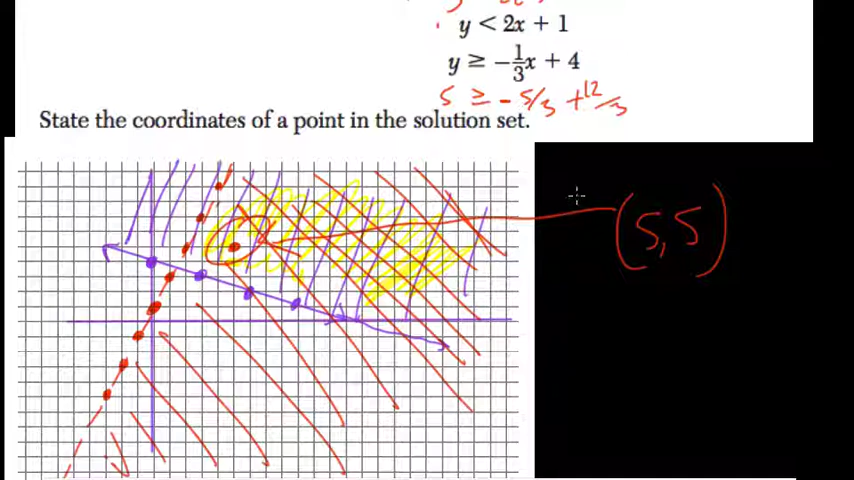 y < 2x + 1
y ≥ -1/3x + 4
5 ≥ - 5/3 + 12/3
State the coordinates of a point in the solution set.
(5,5)